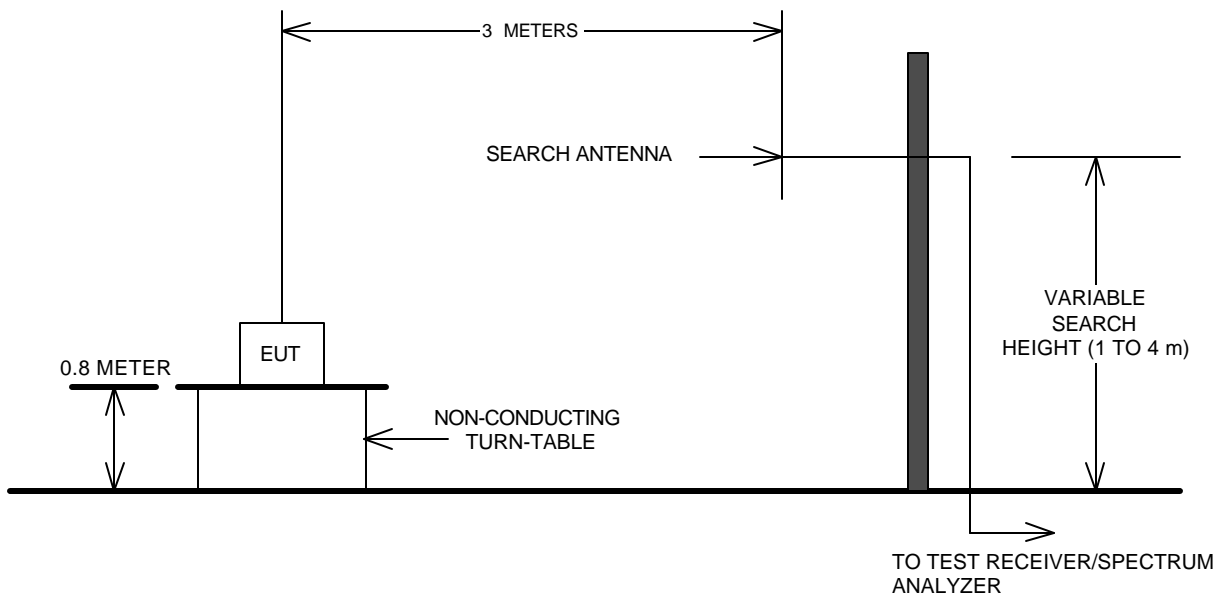 3 METERS
SEARCH ANTENNA
VARIABLE
SEARCH
HEIGHT (1 TO 4 m)
EUT
0.8 METER
NON-CONDUCTING
TURN-TABLE
TO TEST RECEIVER/SPECTRUM
ANALYZER